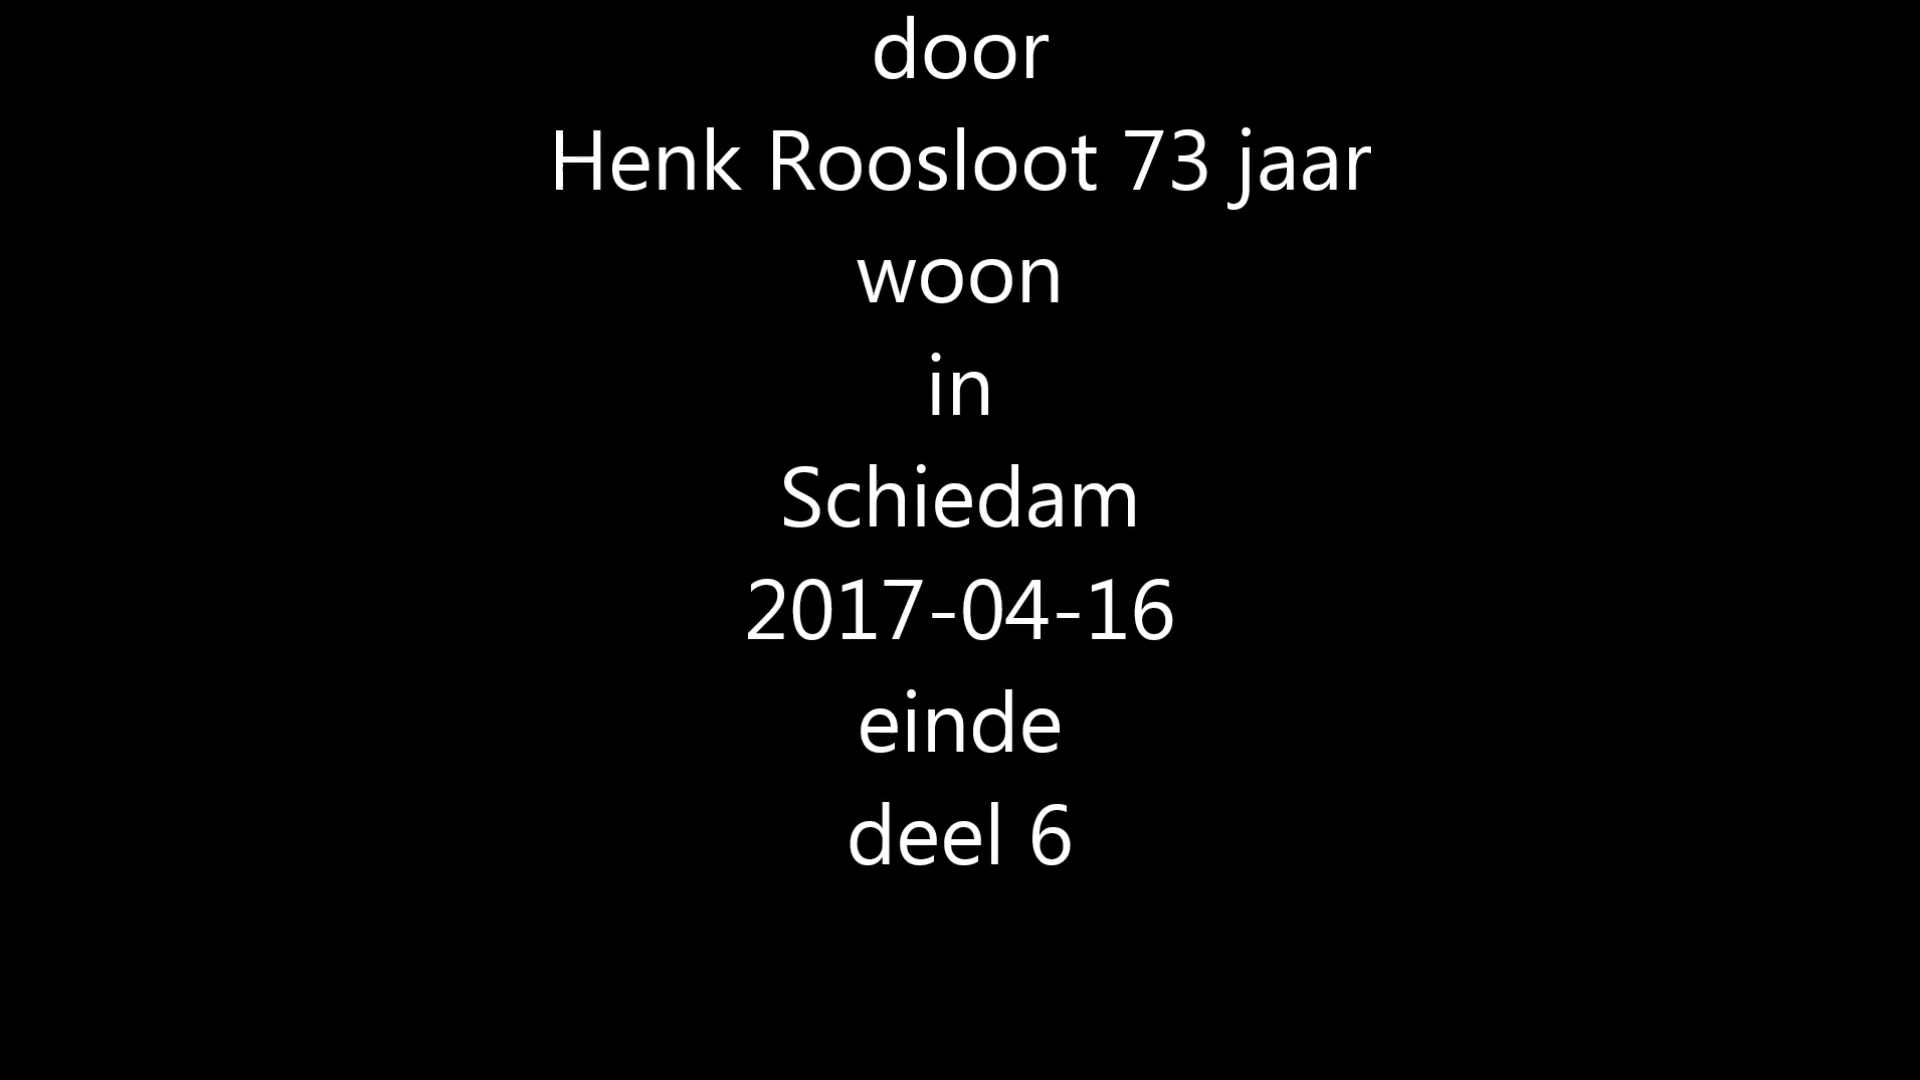 door
Henk Roosloot 73 jaar
woon
in
Schiedam
2017-04-16
einde
deel 6